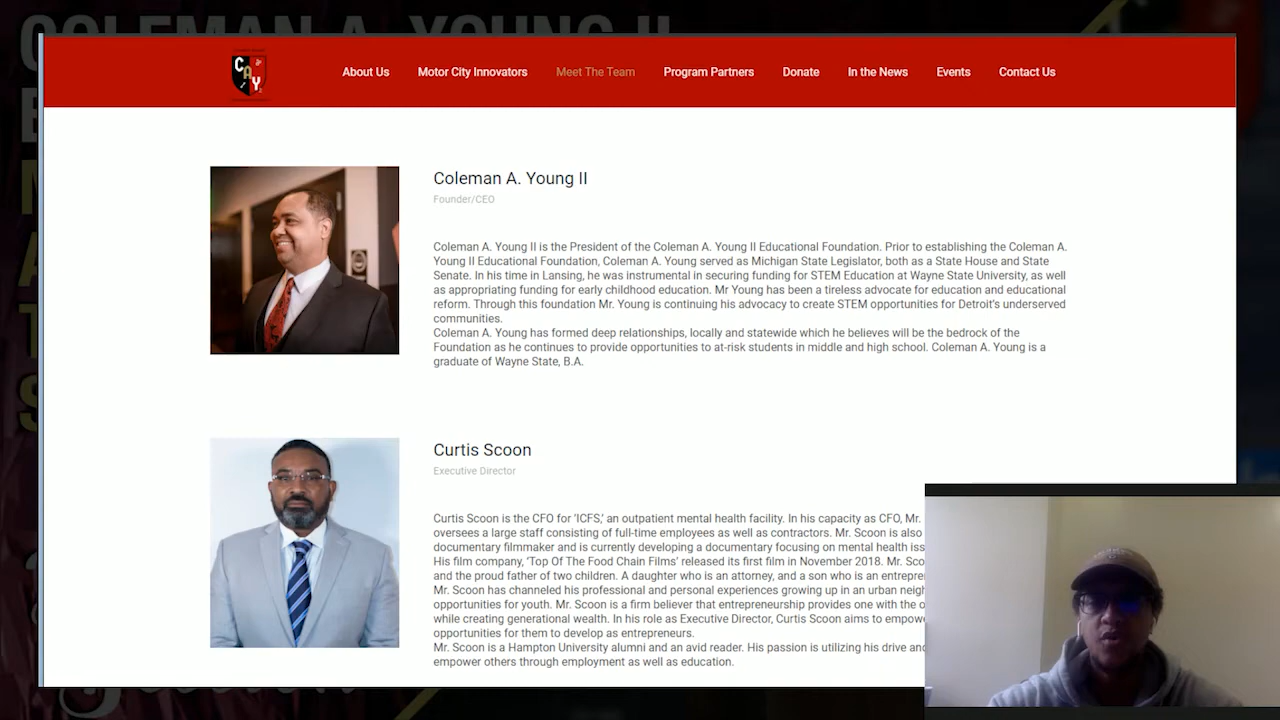 COLEMAN A. YOUNG II
C
A
Y
About Us Motor City Innovators Meet The Team Program Partners Donate In the News Events Contact Us
Coleman A. Young II
Founder/CEO
Coleman A. Young II is the President of the Coleman A. Young II Educational Foundation. Prior to establishing the Coleman A.
Young II Educational Foundation, Coleman A. Young served as Michigan State Legislator, both as a State House and State
Senate. In his time in Lansing, he was instrumental in securing funding for STEM Education at Wayne State University, as well
as appropriating funding for early childhood education. Mr Young has been a tireless advocate for education and educational
reform. Through this foundation Mr. Young is continuing his advocacy to create STEM opportunities for Detroit's underserved
communities.
Coleman A. Young has formed deep relationships, locally and statewide which he believes will be the bedrock of the
Foundation as he continues to provide opportunities to at-risk students in middle and high school. Coleman A. Young is a
graduate of Wayne State, B.A.
Curtis Scoon
Executive Director
Curtis Scoon is the CFO for 'ICFS,' an outpatient mental health facility. In his capacity as CFO, Mr.
oversees a large staff consisting of full-time employees as well as contractors. Mr. Scoon is also
documentary filmmaker and is currently developing a documentary focusing on mental health iss
His film company, 'Top Of The Food Chain Films' released its first film in November 2018. Mr. Sco
and the proud father of two children. A daughter who is an attorney, and a son who is an entrepre
Mr. Scoon has channeled his professional and personal experiences growing up in an urban neigh
opportunities for youth. Mr. Scoon is a firm believer that entrepreneurship provides one with the o
while creating generational wealth. In his role as Executive Director, Curtis Scoon aims to empow
opportunities for them to develop as entrepreneurs.
Mr. Scoon is a Hampton University alumni and an avid reader. His passion is utilizing his drive and
empower others through employment as well as education.